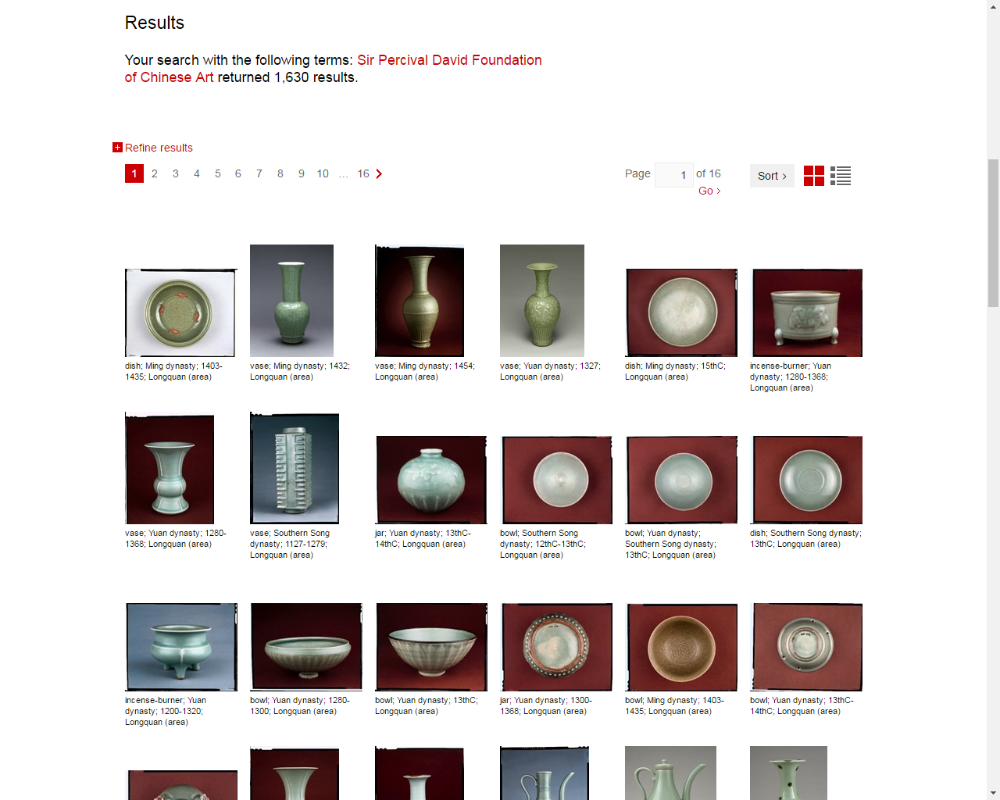 Results
Your search with the following terms: Sir Percival David Foundation
of Chinese Art returned 1,630 results.
Refine results
1 2 3 4 5 6 7 8 9 10 ... 16
Page 1 of 16
Go
Sort
dish; Ming dynasty; 1403-
1435; Longquan (area)
vase; Ming dynasty; 1432;
Longquan (area)
vase; Ming dynasty; 1454;
Longquan (area)
vase; Yuan dynasty; 1327;
Longquan (area)
dish; Ming dynasty; 15thC;
Longquan (area)
incense-burner; Yuan
dynasty; 1280-1368;
Longquan (area)
vase; Yuan dynasty; 1280-
1368; Longquan (area)
vase; Southern Song
dynasty; 1127-1279;
Longquan (area)
jar; Yuan dynasty; 13thC-
14thC; Longquan (area)
bowl; Southern Song
dynasty; 12thC-13thC;
Longquan (area)
bowl; Yuan dynasty;
Southern Song dynasty;
13thC; Longquan (area)
dish; Southern Song dynasty;
13thC; Longquan (area)
incense-burner; Yuan
dynasty; 1200-1320;
Longquan (area)
bowl; Yuan dynasty; 1280-
1300; Longquan (area)
bowl; Yuan dynasty; 13thC;
Longquan (area)
jar; Yuan dynasty; 1300-
1368; Longquan (area)
bowl; Ming dynasty; 1403-
1435; Longquan (area)
bowl; Yuan dynasty; 13thC-
14thC; Longquan (area)